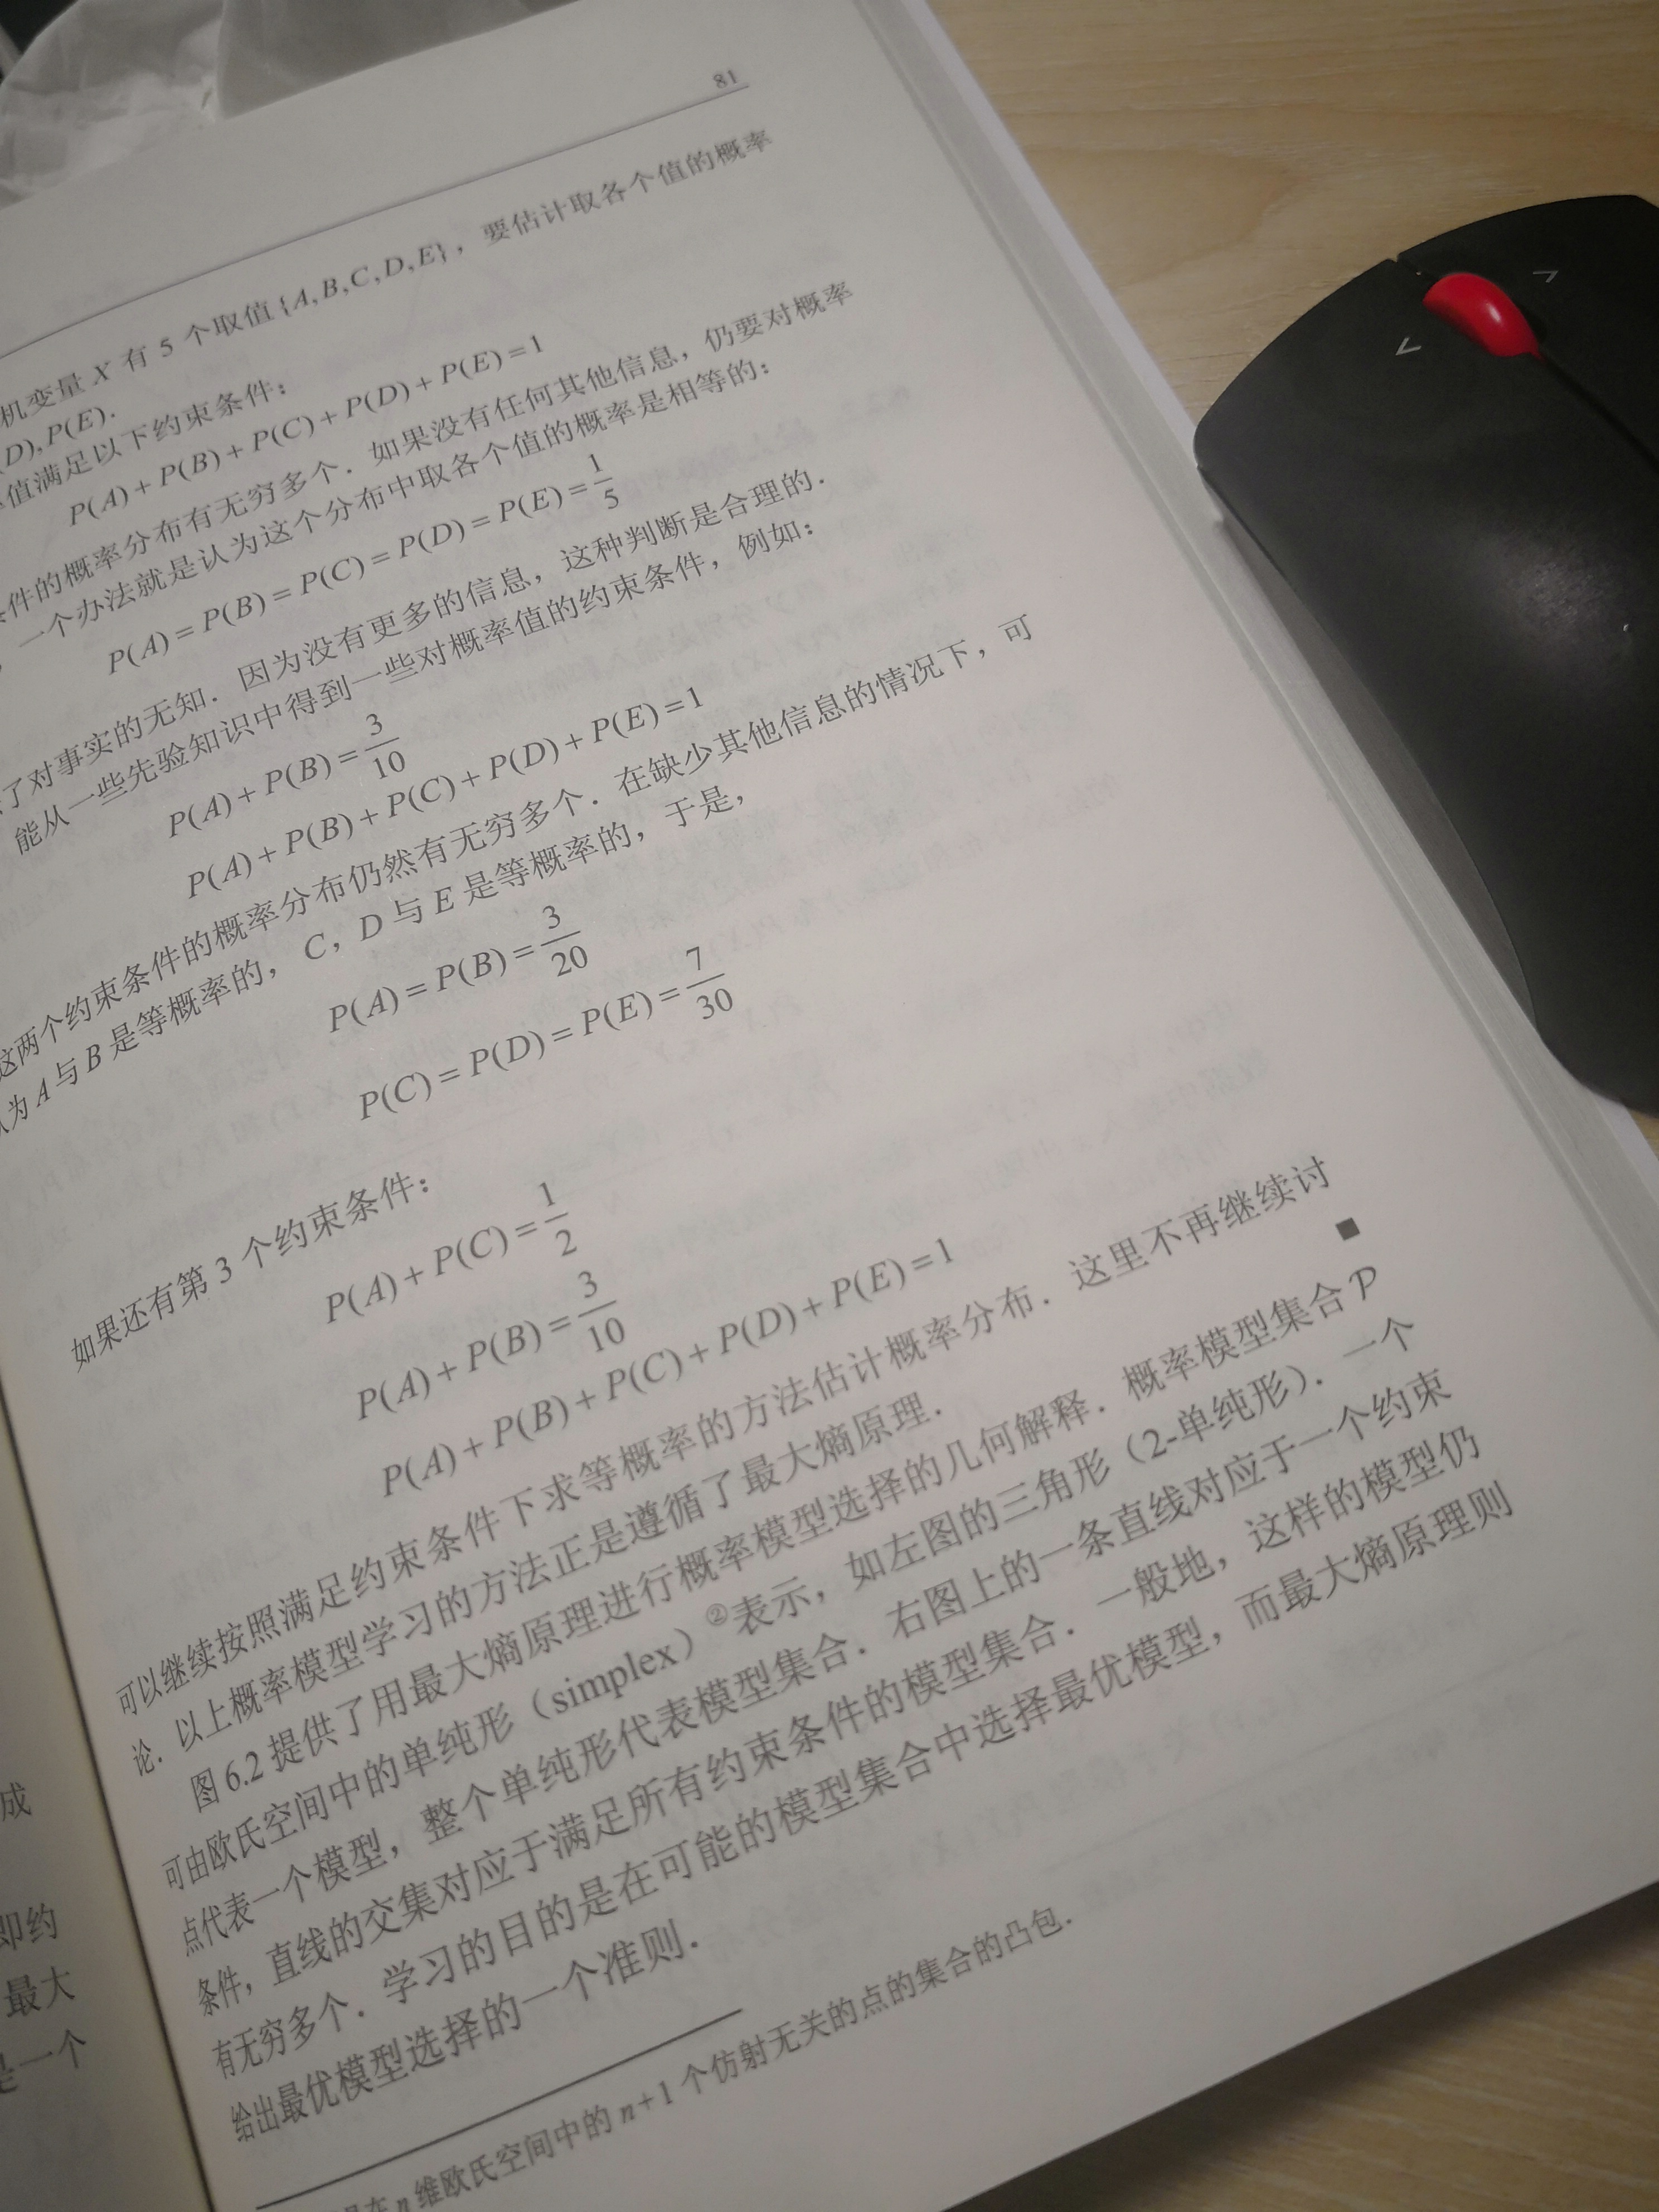 81
机变量 X 有 5 个取值 {A,B,C,D,E}，要估计取各个值的概率
(D),P(E).
值满足以下约束条件：
P(A)+P(B)+P(C)+P(D)+P(E)=1
件的概率分布有无穷多个．如果没有任何其他信息，仍要对概率
，一个办法就是认为这个分布中取各个值的概率是相等的：
P(A)=P(B)=P(C)=P(D)=P(E)=1/5
了对事实的无知．因为没有更多的信息，这种判断是合理的．
能从一些先验知识中得到一些对概率值的约束条件，例如：
P(A)+P(B)=3/10
P(A)+P(B)+P(C)+P(D)+P(E)=1
这两个约束条件的概率分布仍然有无穷多个．在缺少其他信息的情况下，可
认为 A 与 B 是等概率的，C，D 与 E 是等概率的，于是，
P(A)=P(B)=3/20
P(C)=P(D)=P(E)=7/30
如果还有第 3 个约束条件：
P(A)+P(C)=1/2
P(A)+P(B)=3/10
P(A)+P(B)+P(C)+P(D)+P(E)=1
可以继续按照满足约束条件下求等概率的方法估计概率分布．这里不再继续讨
论．以上概率模型学习的方法正是遵循了最大熵原理． ■
图 6.2 提供了用最大熵原理进行概率模型选择的几何解释．概率模型集合 𝒫
可由欧氏空间中的单纯形（simplex）②表示，如左图的三角形（2-单纯形）．一个
点代表一个模型，整个单纯形代表模型集合．右图上的一条直线对应于一个约束
条件，直线的交集对应于满足所有约束条件的模型集合．一般地，这样的模型仍
有无穷多个．学习的目的是在可能的模型集合中选择最优模型，而最大熵原理则
给出最优模型选择的一个准则．
在 n 维欧氏空间中的 n+1 个仿射无关的点的集合的凸包．
成
即约
最大
是一个